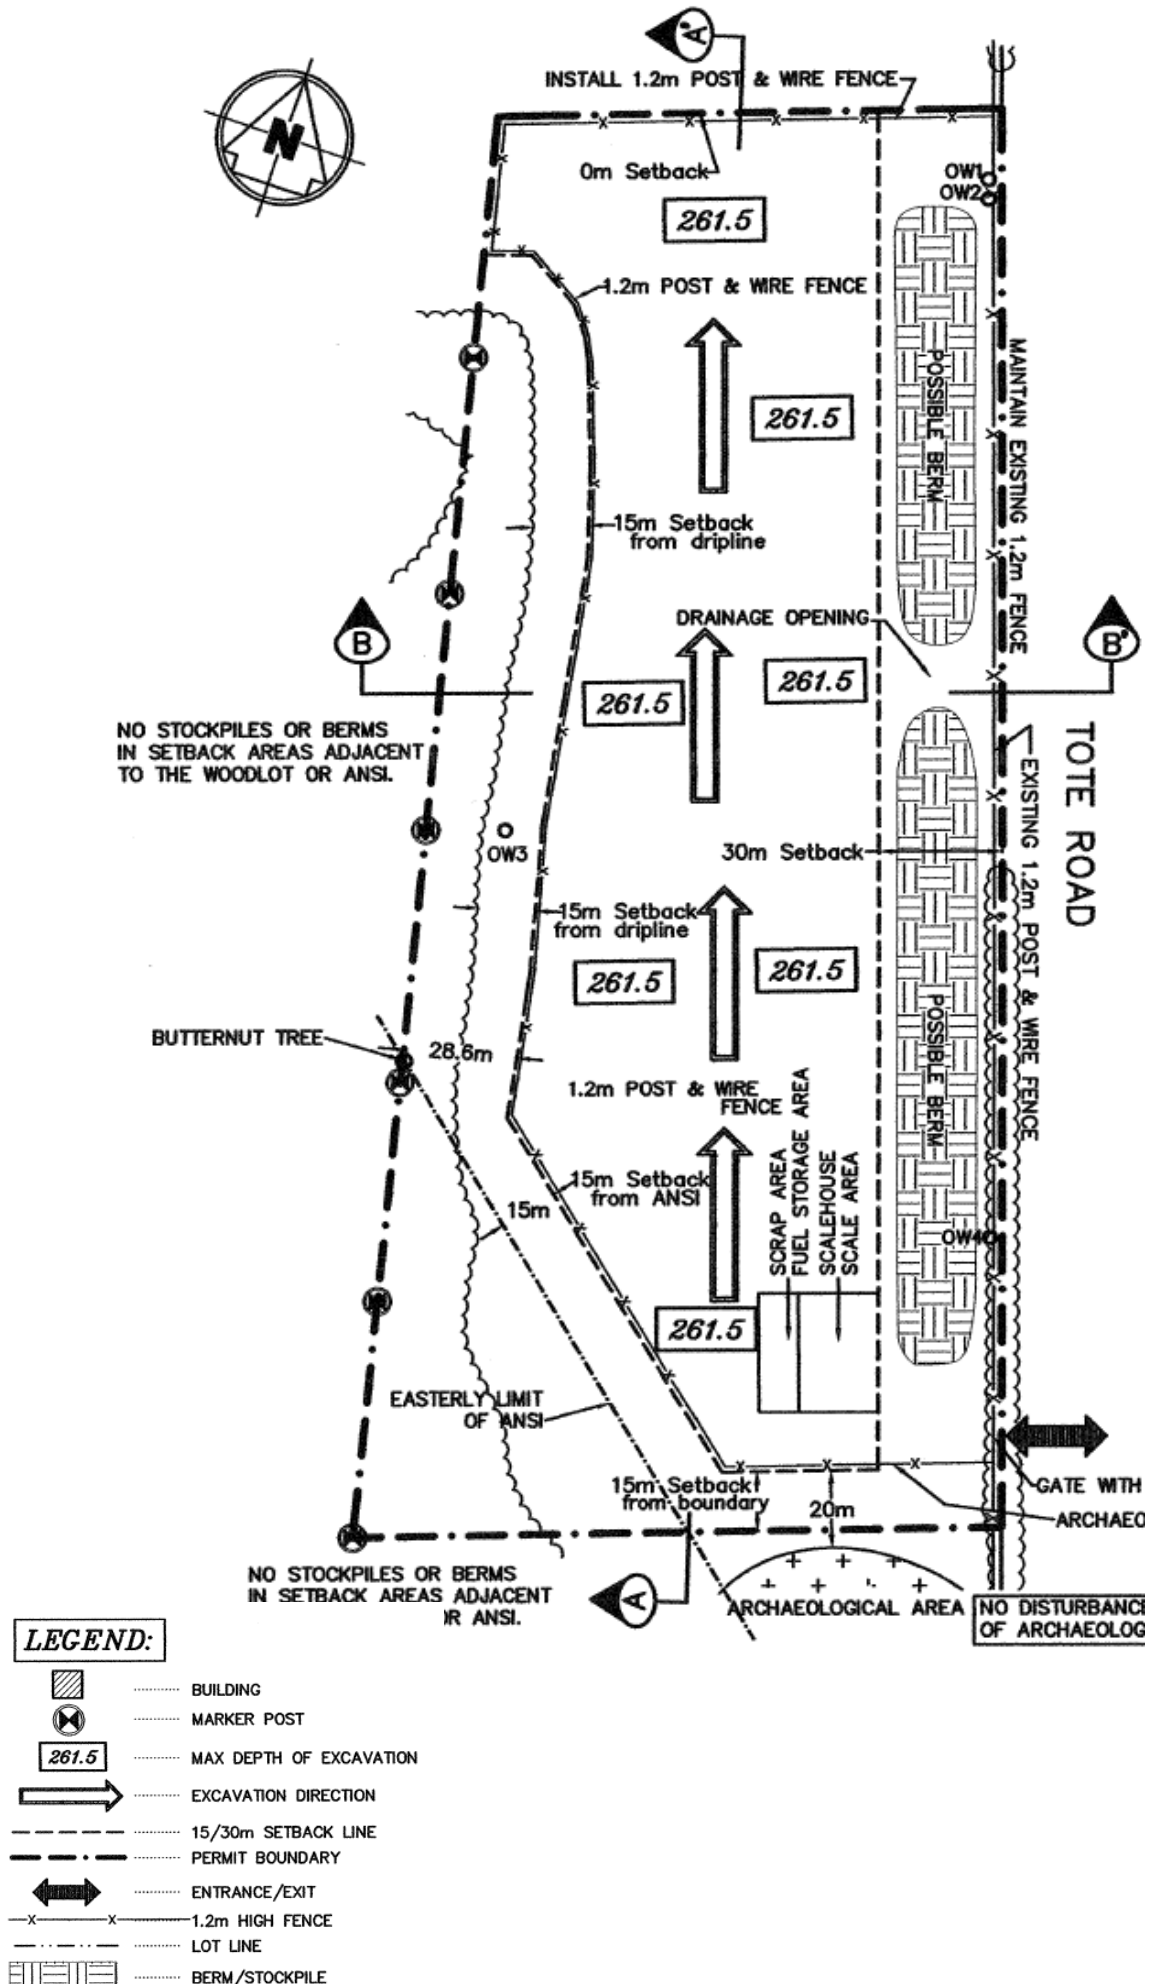 A'
INSTALL 1.2m POST & WIRE FENCE
N
0m Setback
OW1
OW2
261.5
1.2m POST & WIRE FENCE
POSSIBLE BERM
MAINTAIN EXISTING 1.2m FENCE
261.5
15m Setback
from dripline
DRAINAGE OPENING
B
B'
261.5
261.5
NO STOCKPILES OR BERMS
IN SETBACK AREAS ADJACENT
TO THE WOODLOT OR ANSI.
TOTE ROAD
EXISTING 1.2m POST & WIRE FENCE
OW3
30m Setback
15m Setback
from dripline
261.5
261.5
POSSIBLE BERM
BUTTERNUT TREE
28.6m
1.2m POST & WIRE
FENCE
SCRAP AREA
FUEL STORAGE AREA
SCALEHOUSE
SCALE AREA
15m Setback
from ANSI
15m
OW4
261.5
EASTERLY LIMIT
OF ANSI
15m Setback
from boundary
20m
GATE WITH
ARCHAEO
NO STOCKPILES OR BERMS
IN SETBACK AREAS ADJACENT
OR ANSI.
A
ARCHAEOLOGICAL AREA
NO DISTURBANCE
OF ARCHAEOLOG
LEGEND:
BUILDING
MARKER POST
261.5 MAX DEPTH OF EXCAVATION
EXCAVATION DIRECTION
15/30m SETBACK LINE
PERMIT BOUNDARY
ENTRANCE/EXIT
1.2m HIGH FENCE
LOT LINE
BERM/STOCKPILE